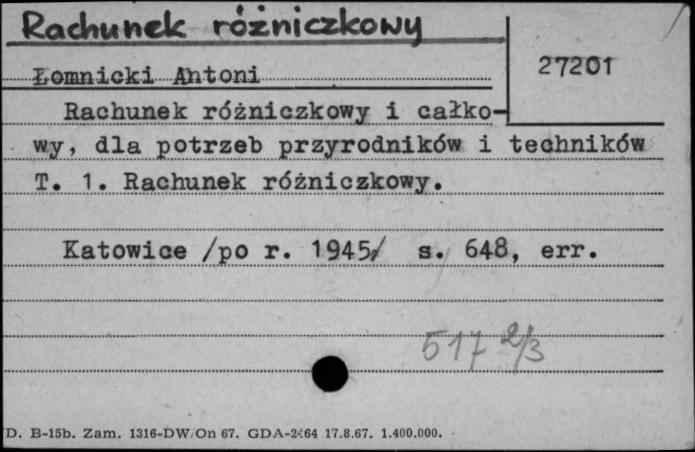 Rachunek różniczkowy
27201
Łomnicki Antoni
Rachunek różniczkowy i całko-
wy, dla potrzeb przyrodników i techników
T. 1. Rachunek różniczkowy.
Katowice /po r. 1945/ s. 648, err.
517 2/3
D. B-15b. Zam. 1316-DW/On 67. GDA-2464 17.8.67. 1.400.000.